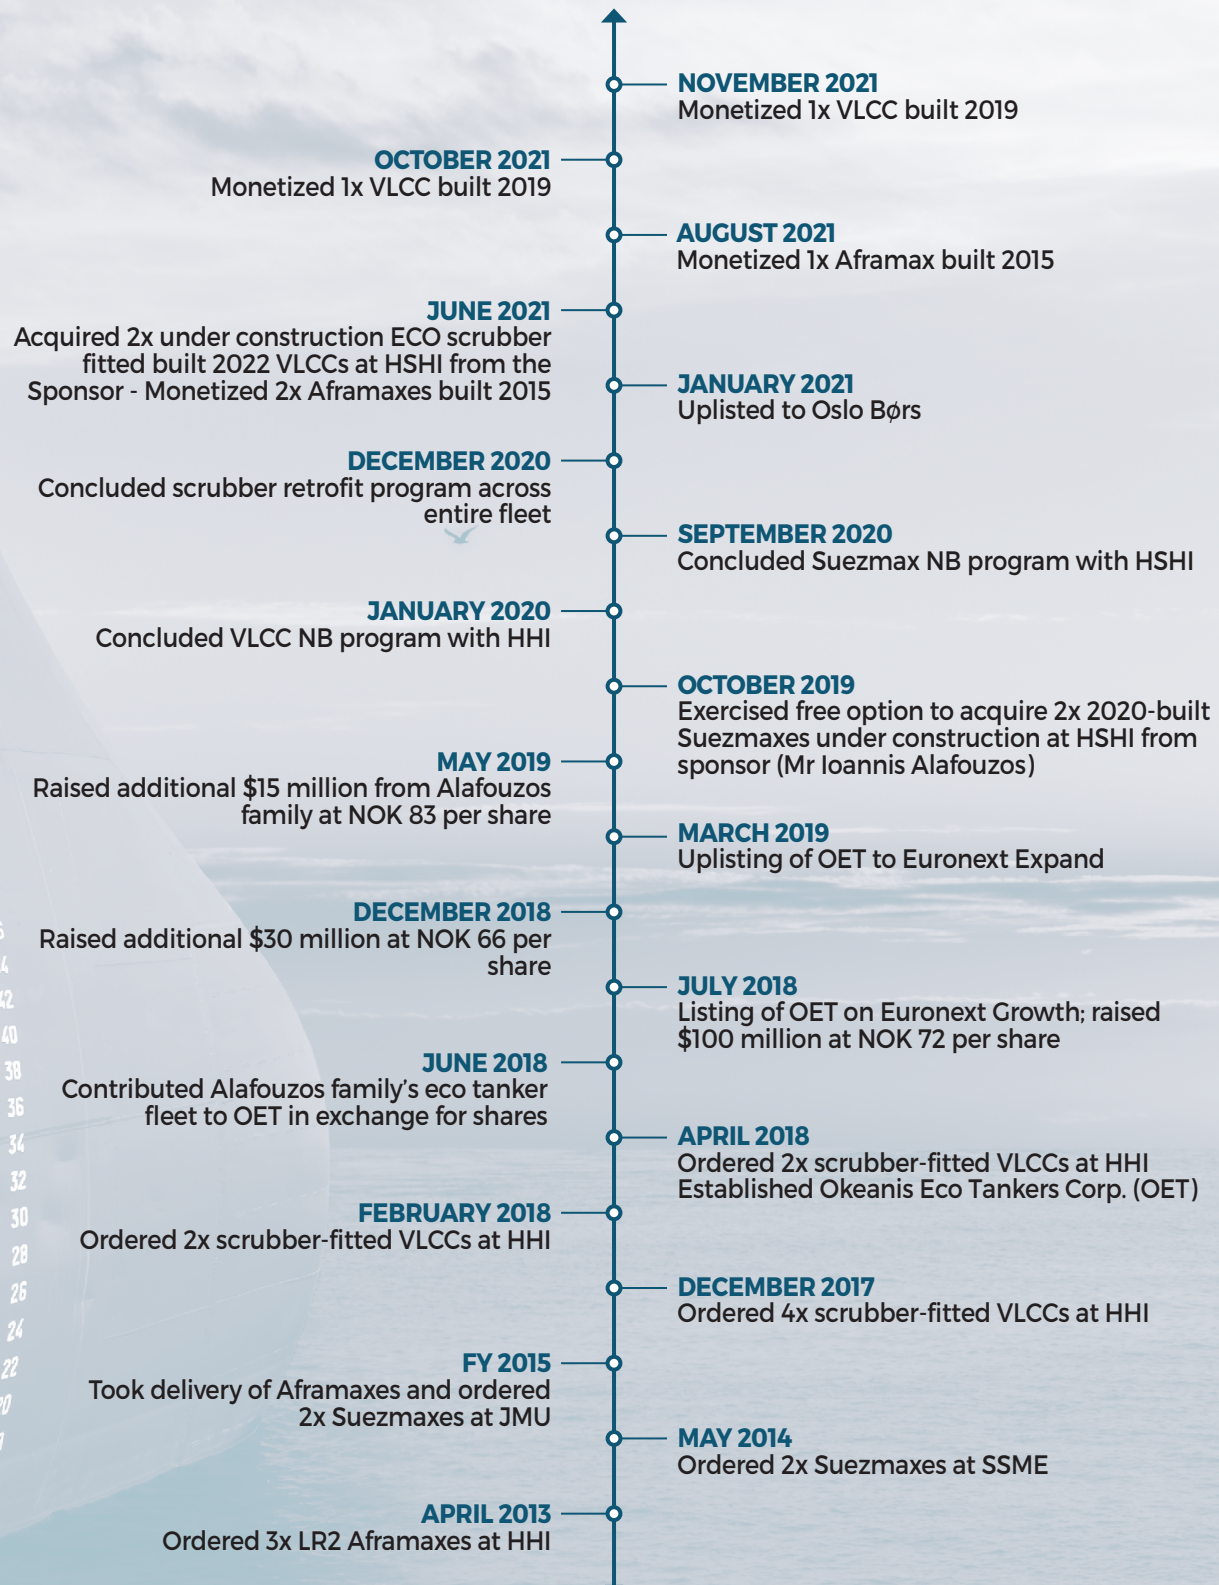 NOVEMBER 2021
Monetized 1x VLCC built 2019
OCTOBER 2021
Monetized 1x VLCC built 2019
AUGUST 2021
Monetized 1x Aframax built 2015
JUNE 2021
Acquired 2x under construction ECO scrubber
fitted built 2022 VLCCs at HSHI from the
Sponsor - Monetized 2x Aframaxes built 2015
JANUARY 2021
Uplisted to Oslo Børs
DECEMBER 2020
Concluded scrubber retrofit program across
entire fleet
SEPTEMBER 2020
Concluded Suezmax NB program with HSHI
JANUARY 2020
Concluded VLCC NB program with HHI
OCTOBER 2019
Exercised free option to acquire 2x 2020-built
Suezmaxes under construction at HSHI from
sponsor (Mr Ioannis Alafouzos)
MAY 2019
Raised additional $15 million from Alafouzos
family at NOK 83 per share
MARCH 2019
Uplisting of OET to Euronext Expand
DECEMBER 2018
Raised additional $30 million at NOK 66 per
share
JULY 2018
Listing of OET on Euronext Growth; raised
$100 million at NOK 72 per share
JUNE 2018
Contributed Alafouzos family’s eco tanker
fleet to OET in exchange for shares
APRIL 2018
Ordered 2x scrubber-fitted VLCCs at HHI
Established Okeanis Eco Tankers Corp. (OET)
FEBRUARY 2018
Ordered 2x scrubber-fitted VLCCs at HHI
DECEMBER 2017
Ordered 4x scrubber-fitted VLCCs at HHI
FY 2015
Took delivery of Aframaxes and ordered
2x Suezmaxes at JMU
MAY 2014
Ordered 2x Suezmaxes at SSME
APRIL 2013
Ordered 3x LR2 Aframaxes at HHI
40
38
36
34
32
30
28
26
24
22